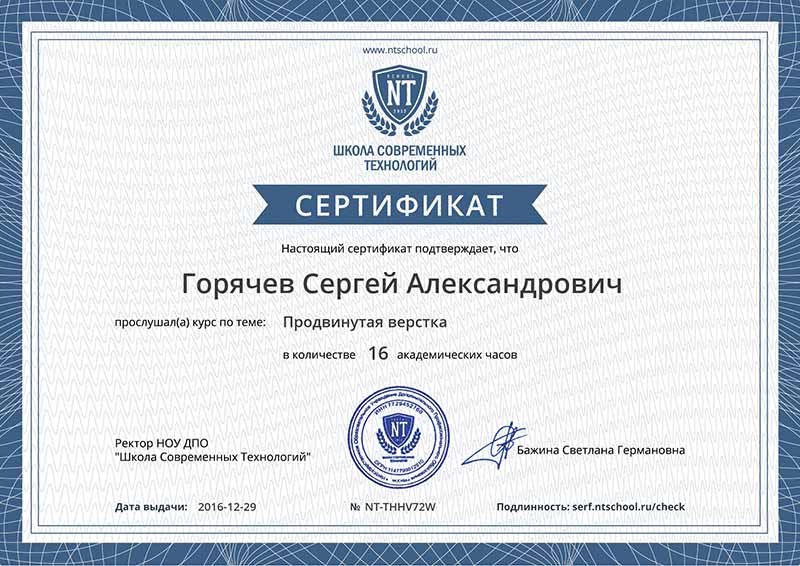 www.ntschool.ru
SCHOOL
NT
ШКОЛА СОВРЕМЕННЫХ
ТЕХНОЛОГИЙ
СЕРТИФИКАТ
Настоящий сертификат подтверждает, что
Горячев Сергей Александрович
прослушал(а) курс по теме: Продвинутая верстка
в количестве 16 академических часов
NT
Ректор НОУ ДПО
"Школа Современных Технологий"
Бажина Светлана Германовна
Дата выдачи: 2016-12-29 № NT-THHV72W Подлинность: serf.ntschool.ru/check